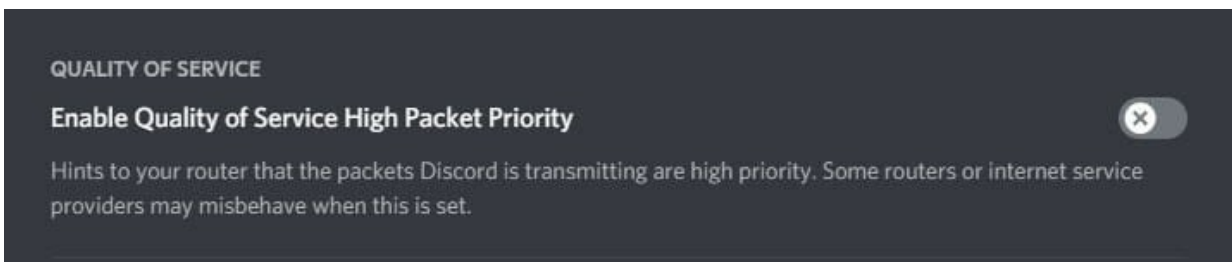 QUALITY OF SERVICE
Enable Quality of Service High Packet Priority
Hints to your router that the packets Discord is transmitting are high priority. Some routers or internet service
providers may misbehave when this is set.